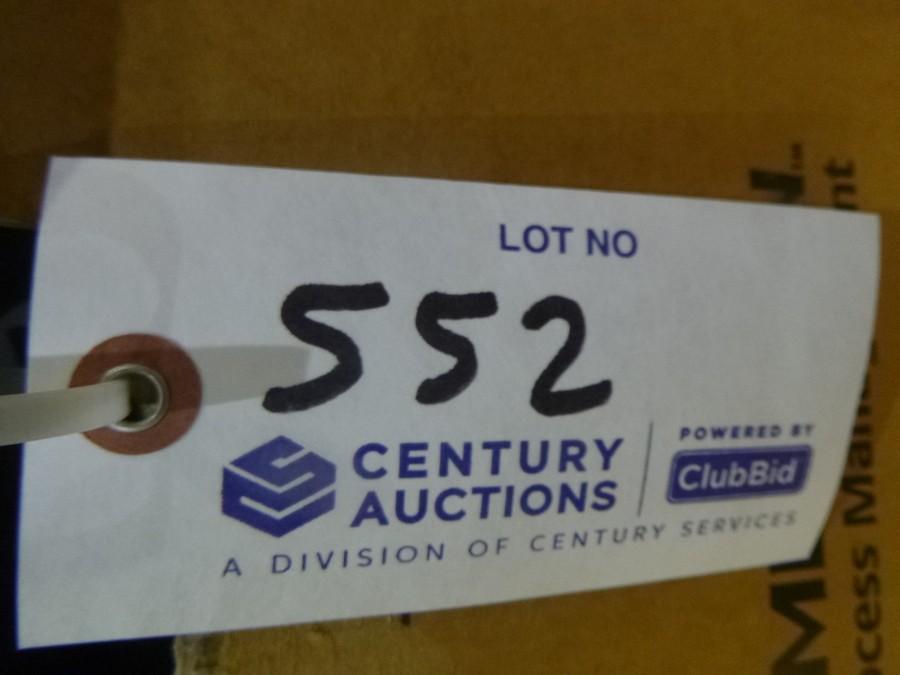 LOT NO
552
CENTURY
AUCTIONS
POWERED BY
ClubBid
A DIVISION OF CENTURY SERVICES